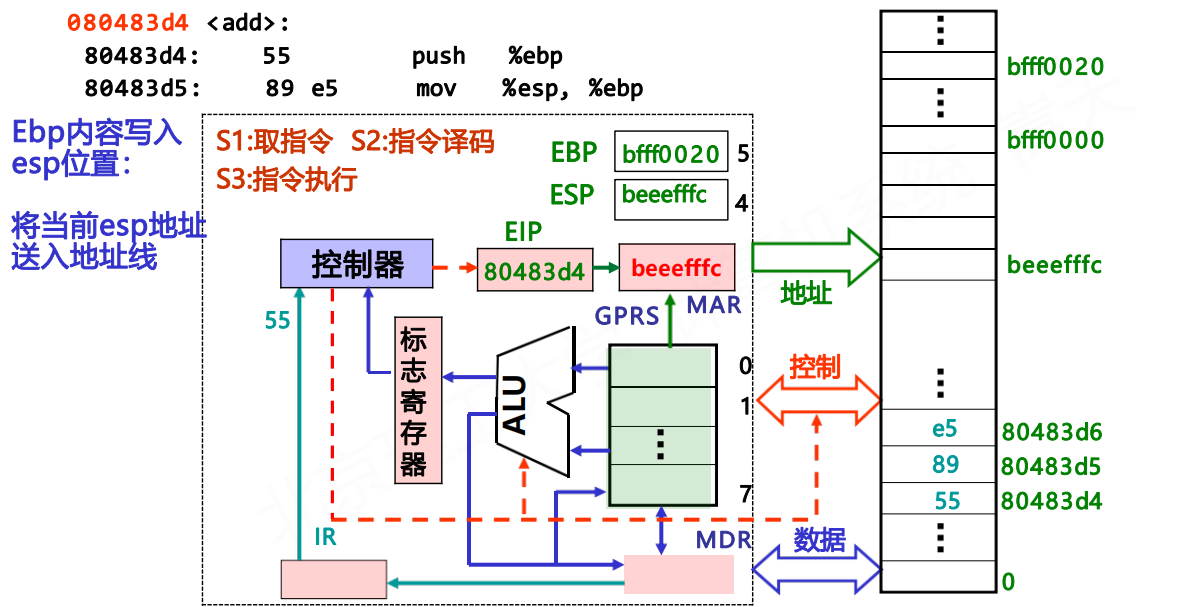 080483d4 <add>:
80483d4: 55 push %ebp
80483d5: 89 e5 mov %esp, %ebp
Ebp内容写入
esp位置：
将当前esp地址
送入地址线
S1:取指令 S2:指令译码
S3:指令执行
EBP bfff0020 5
ESP beeefffc 4
EIP
控制器
80483d4
beeefffc
MAR
GPRS
55
标志寄存器
ALU
0
1
⋮
7
IR
MDR
地址
控制
数据
⋮
bfff0020
⋮
bfff0000
beeefffc
⋮
e5 80483d6
89 80483d5
55 80483d4
⋮
0